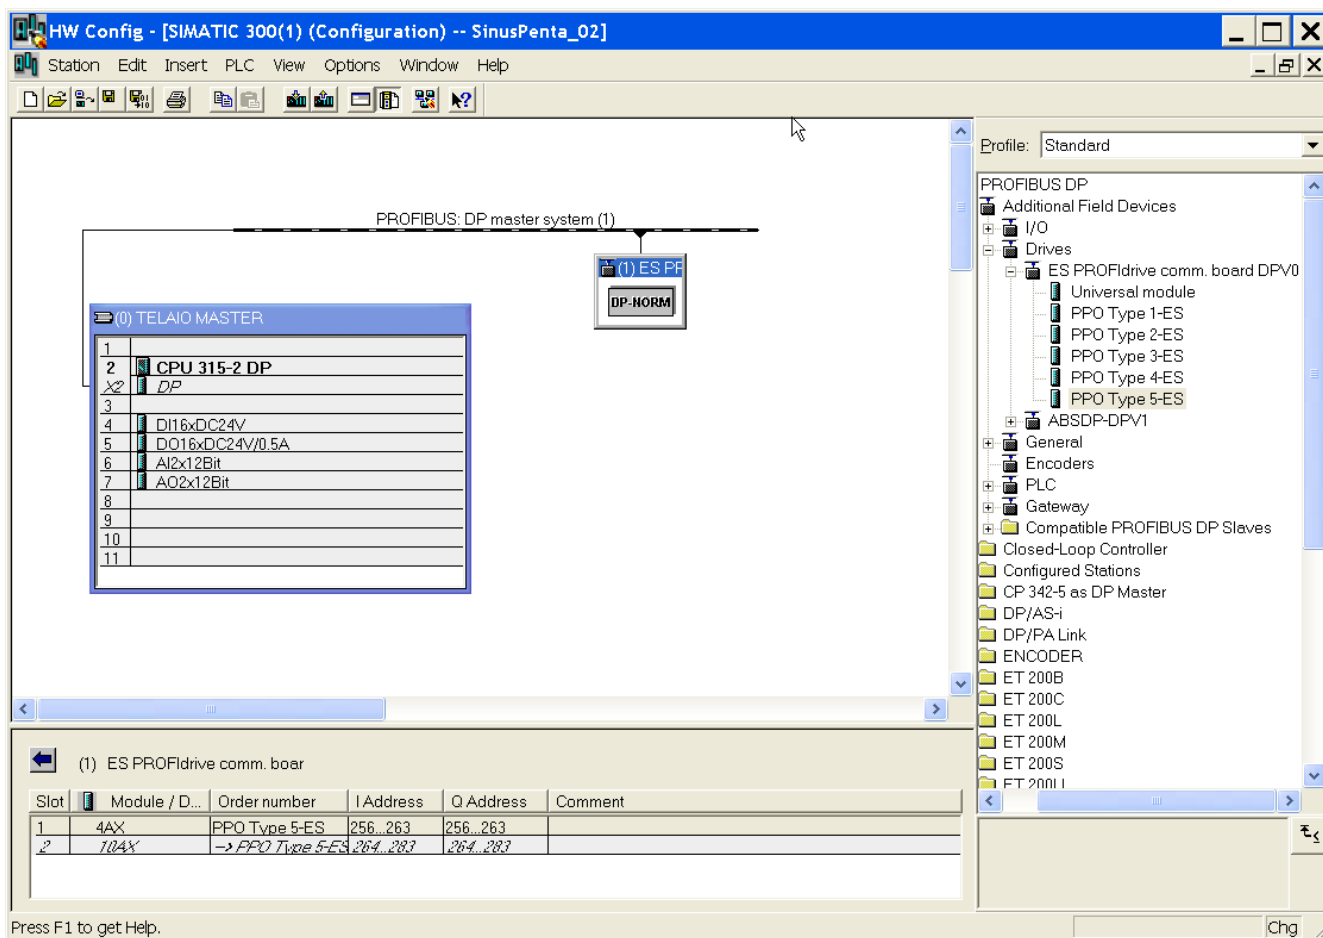 HW Config - [SIMATIC 300(1) (Configuration) -- SinusPenta_02]
Station Edit Insert PLC View Options Window Help
Profile: Standard
PROFIBUS: DP master system (1)
(1) ES PF
DP-NORM
(0) TELAIO MASTER
1
2 CPU 315-2 DP
X2 DP
3
4 DI16xDC24V
5 DO16xDC24V/0.5A
6 AI2x12Bit
7 AO2x12Bit
8
9
10
11
PROFIBUS DP
Additional Field Devices
I/O
Drives
ES PROFIdrive comm. board DPV0
Universal module
PPO Type 1-ES
PPO Type 2-ES
PPO Type 3-ES
PPO Type 4-ES
PPO Type 5-ES
ABSDP-DPV1
General
Encoders
PLC
Gateway
Compatible PROFIBUS DP Slaves
Closed-Loop Controller
Configured Stations
CP 342-5 as DP Master
DP/AS-i
DP/PA Link
ENCODER
ET 200B
ET 200C
ET 200L
ET 200M
ET 200S
ET 200U
(1) ES PROFIdrive comm. boar
Slot Module / D... Order number I Address Q Address Comment
1 4AX PPO Type 5-ES 256...263 256...263
2 10AX --> PPO Type 5-ES 264...283 264...283
Press F1 to get Help.
Chg